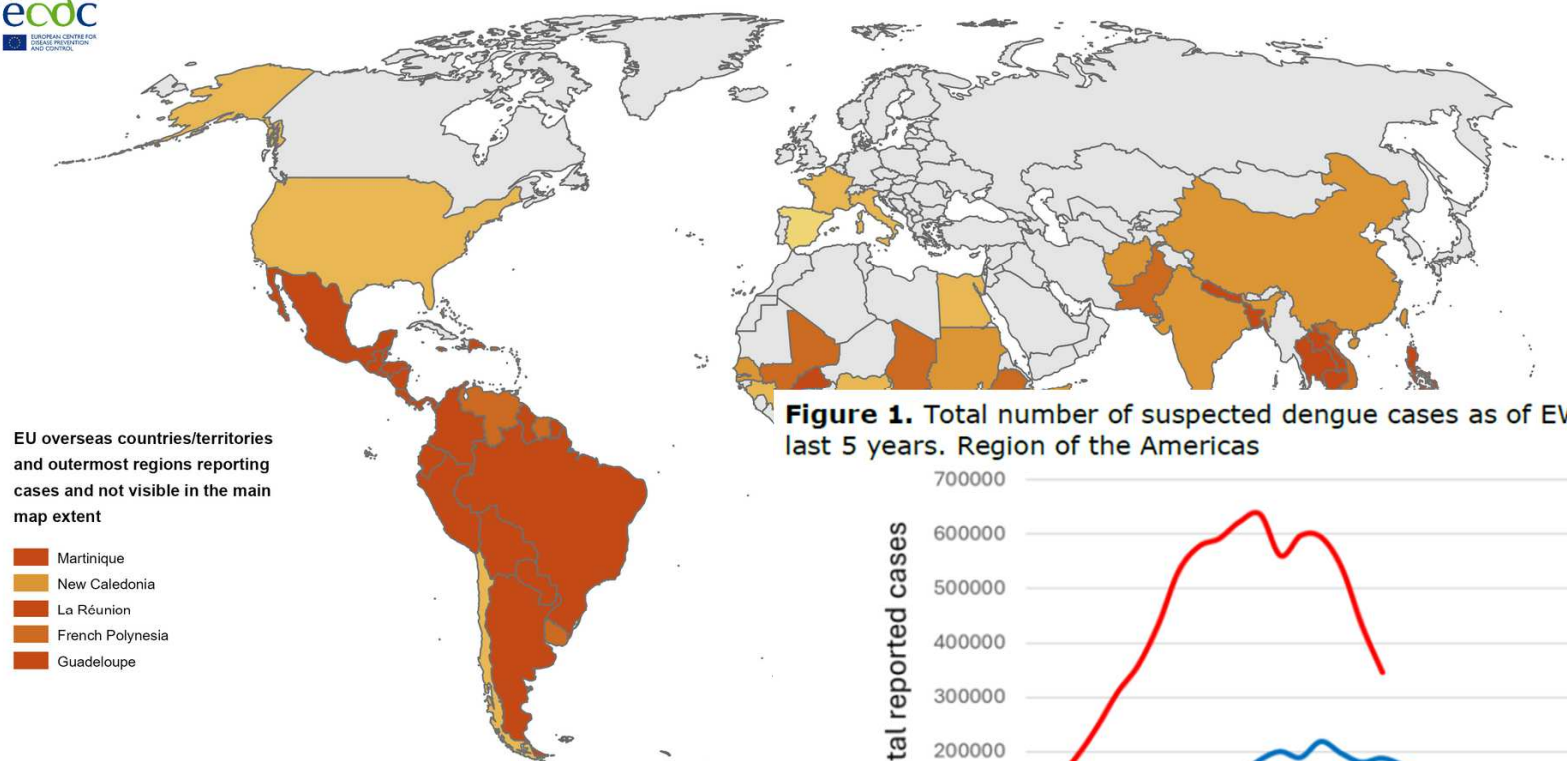 ecdc
EUROPEAN CENTRE FOR
DISEASE PREVENTION
AND CONTROL
EU overseas countries/territories
and outermost regions reporting
cases and not visible in the main
map extent
Martinique
New Caledonia
La Réunion
French Polynesia
Guadeloupe
Figure 1. Total number of suspected dengue cases as of EW
last 5 years. Region of the Americas
tal reported cases
700000
600000
500000
400000
300000
200000